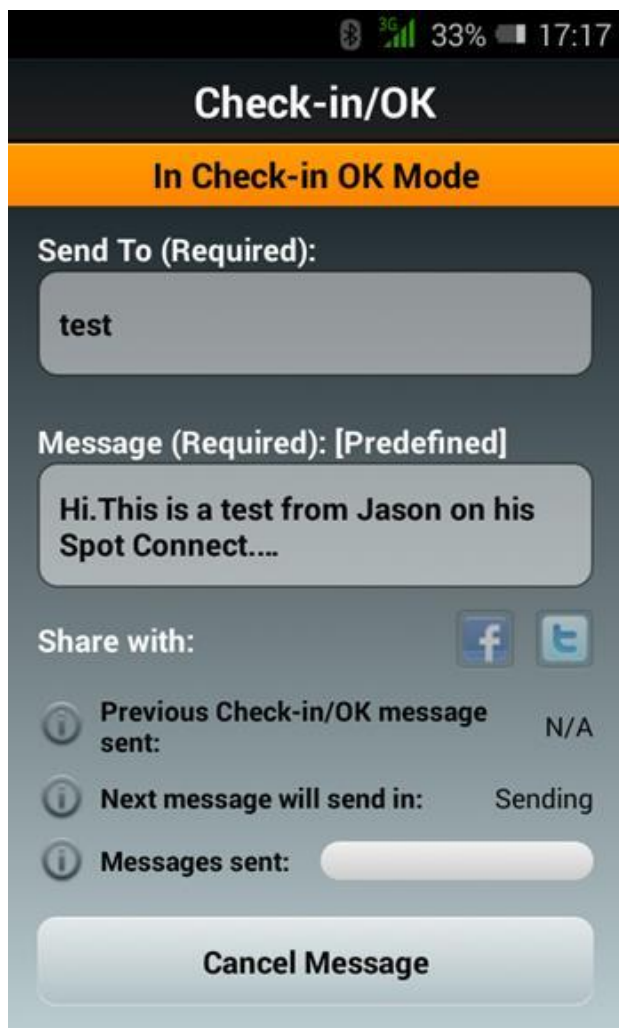 3G 33% 17:17
Check-in/OK
In Check-in OK Mode
Send To (Required):
test
Message (Required): [Predefined]
Hi.This is a test from Jason on his
Spot Connect....
Share with:
Previous Check-in/OK message
sent:
N/A
Next message will send in: Sending
Messages sent:
Cancel Message